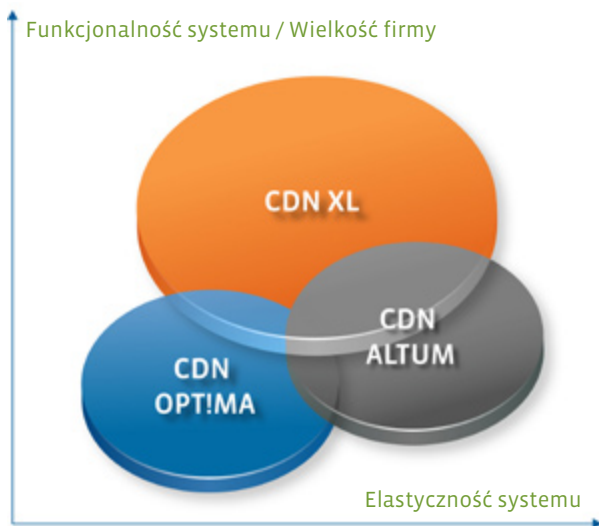 Funkcjonalność systemu / Wielkość firmy
CDN XL
CDN
ALTUM
CDN
OPT!MA
Elastyczność systemu